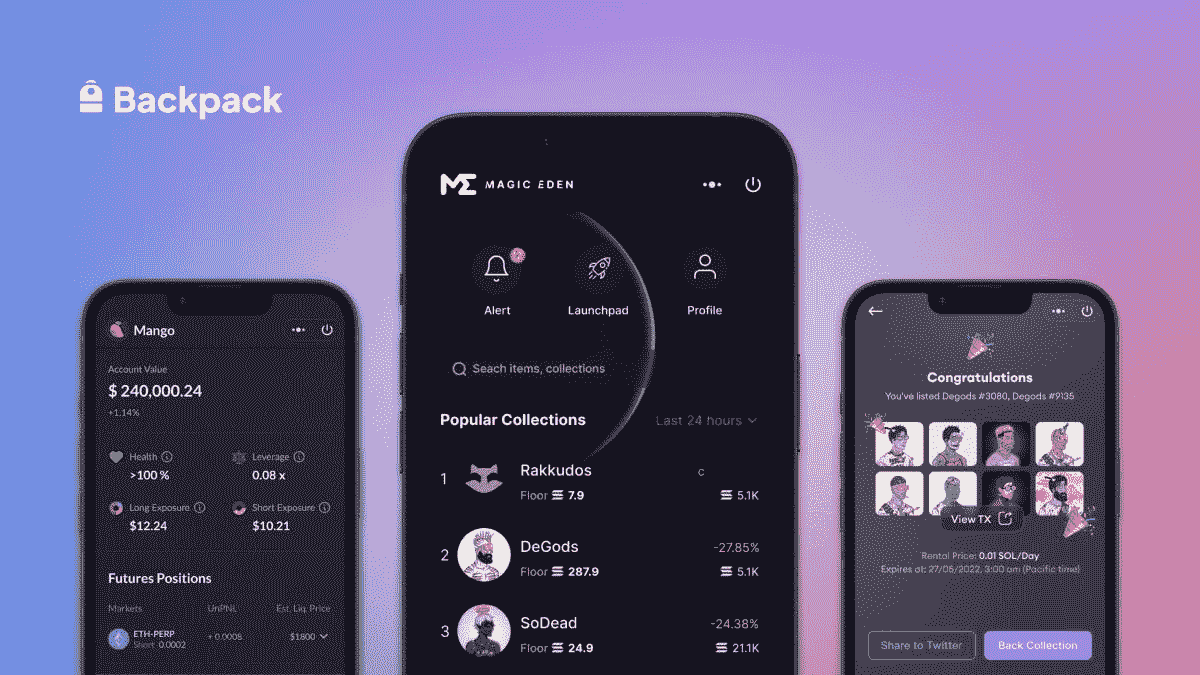 Backpack
Mango
Account Value
$ 240,000.24
+1.14%
Health
>100 %
Leverage
0.08 x
Long Exposure
$12.24
Short Exposure
$10.21
Futures Positions
Markets UnPNL Est. Liq. Price
ETH-PERP
Short 0.0002
+ 0.0008
$1800
ME MAGIC EDEN
Alert Launchpad Profile
Seach items, collections
Popular Collections Last 24 hours
1 Rakkudos c
Floor 7.9 5.1K
2 DeGods -27.85%
Floor 287.9 5.1K
3 SoDead -24.38%
Floor 24.9 21.1K
Congratulations
You've listed Degods #3080, Degods #9135
View TX
Rental Price: 0.01 SOL/Day
Expires at: 27/05/2022, 3:00 am (Pacific time)
Share to Twitter Back Collection